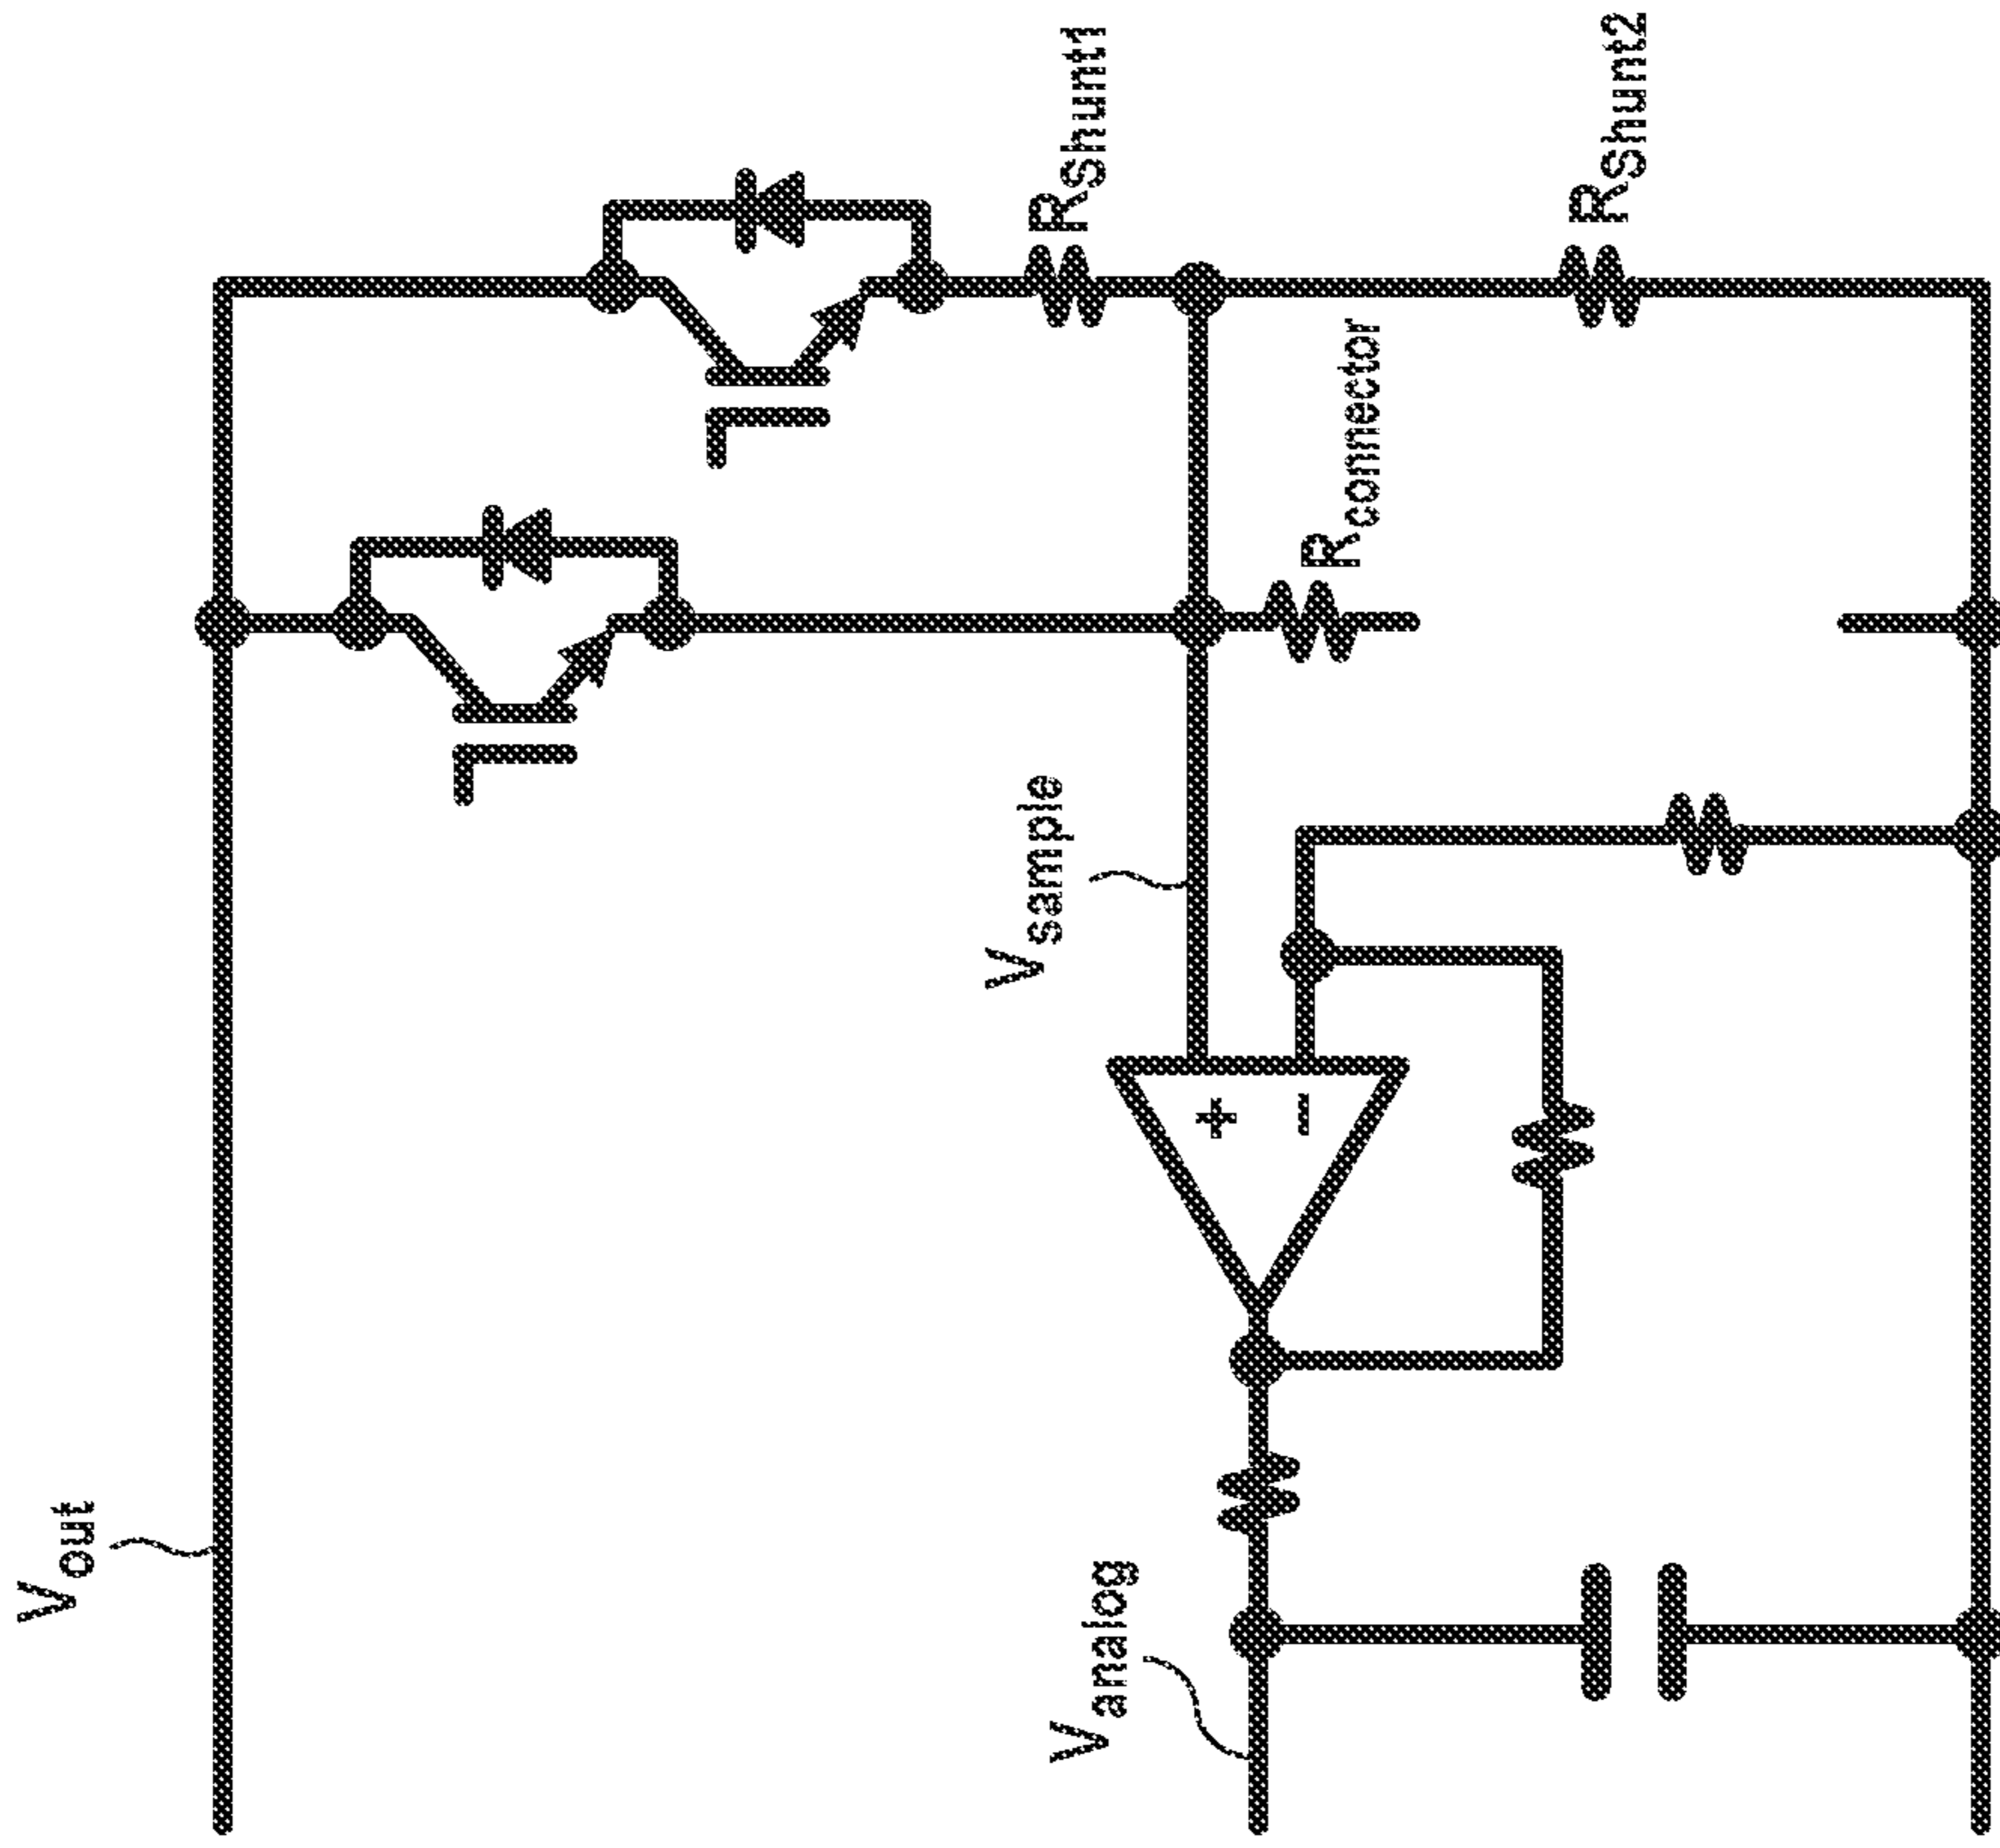 Vout
Vanalog
Vsample
+
−
Rconnector
RShunt1
RShunt2